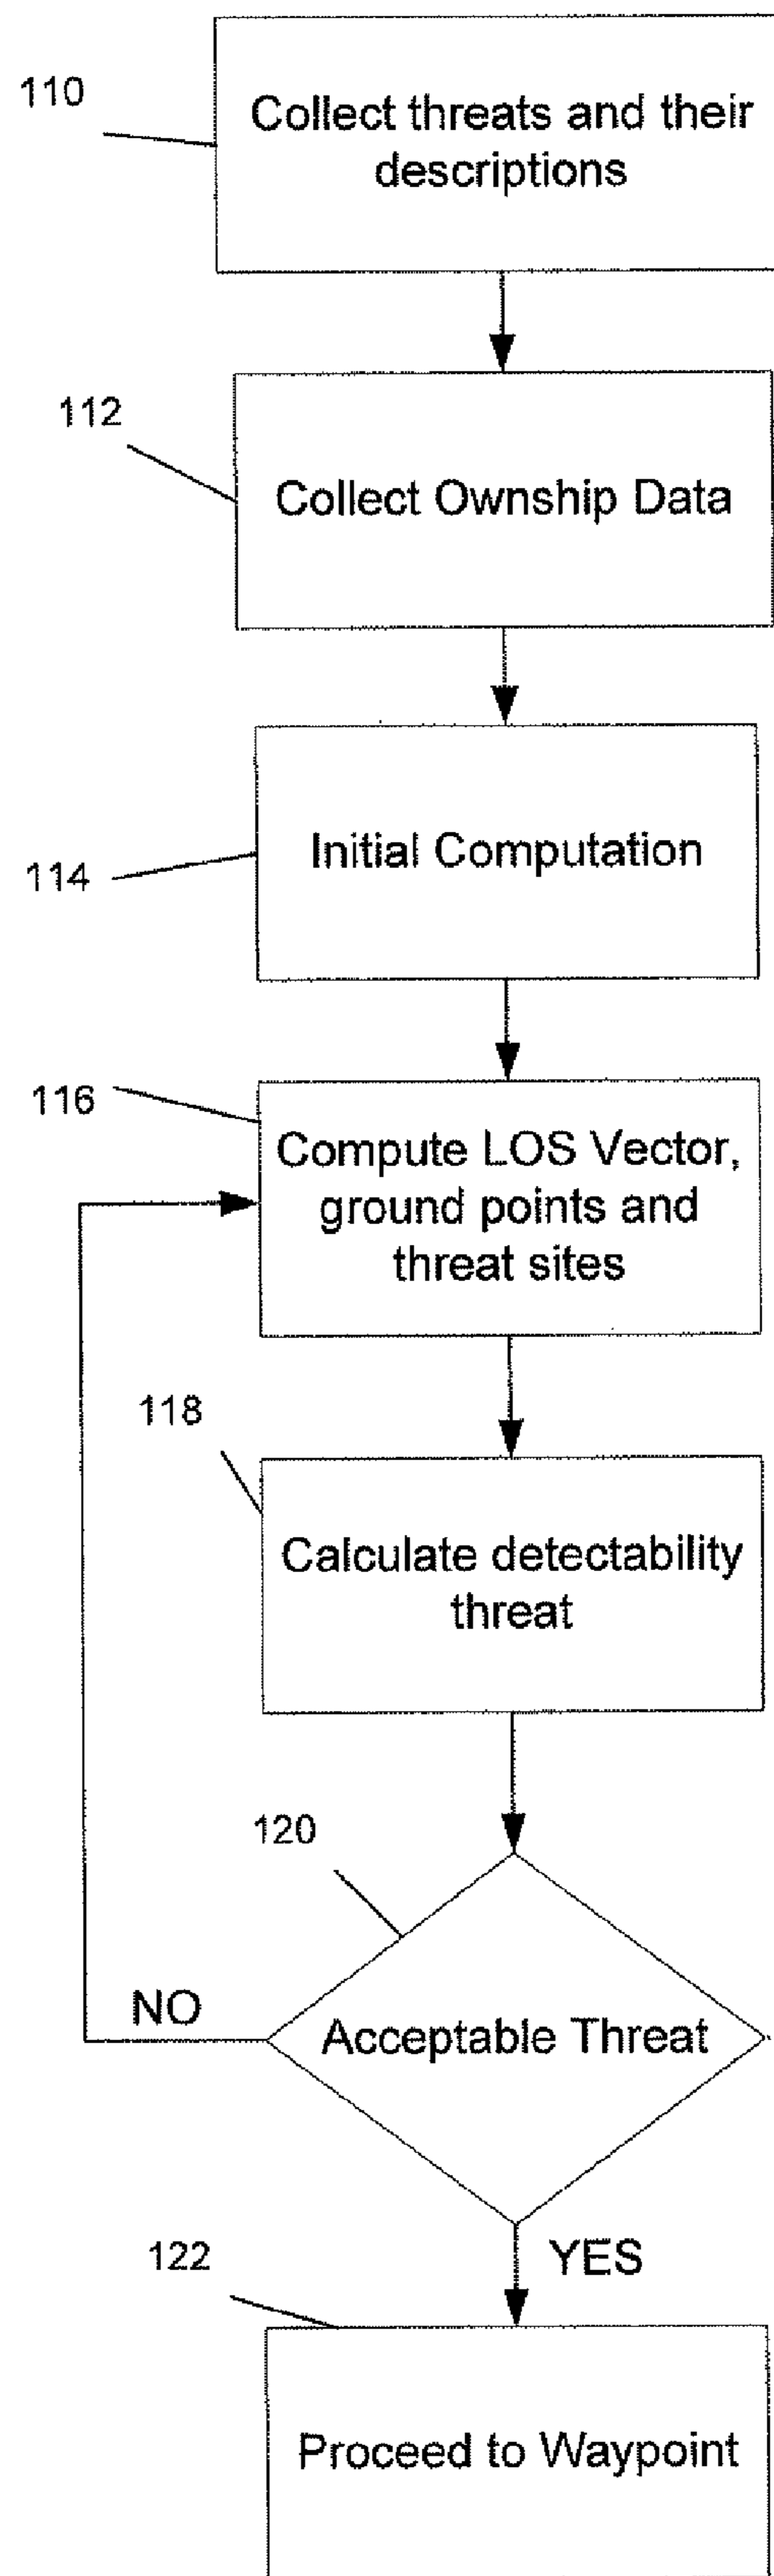 110
Collect threats and their
descriptions
112
Collect Ownship Data
114
Initial Computation
116
Compute LOS Vector,
ground points and
threat sites
118
Calculate detectability
threat
120
NO
Acceptable Threat
YES
122
Proceed to Waypoint